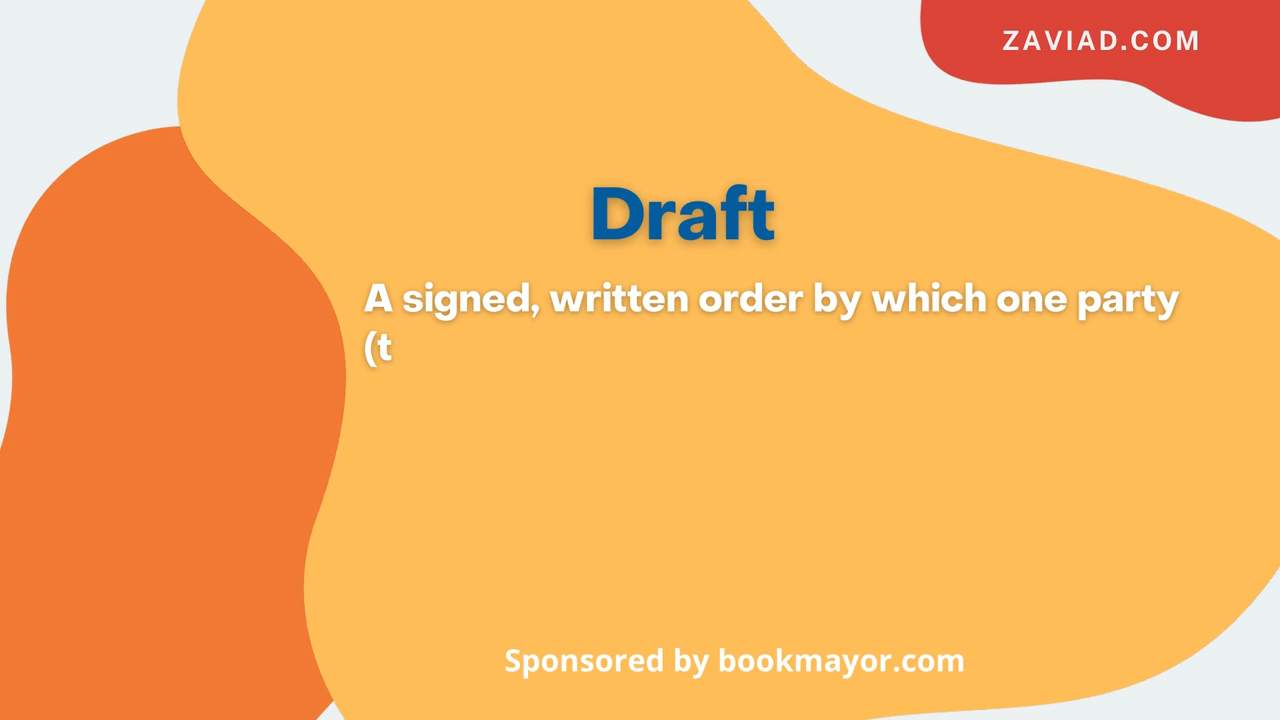 ZAVIAD.COM
Draft
A signed, written order by which one party
(t
Sponsored by bookmayor.com